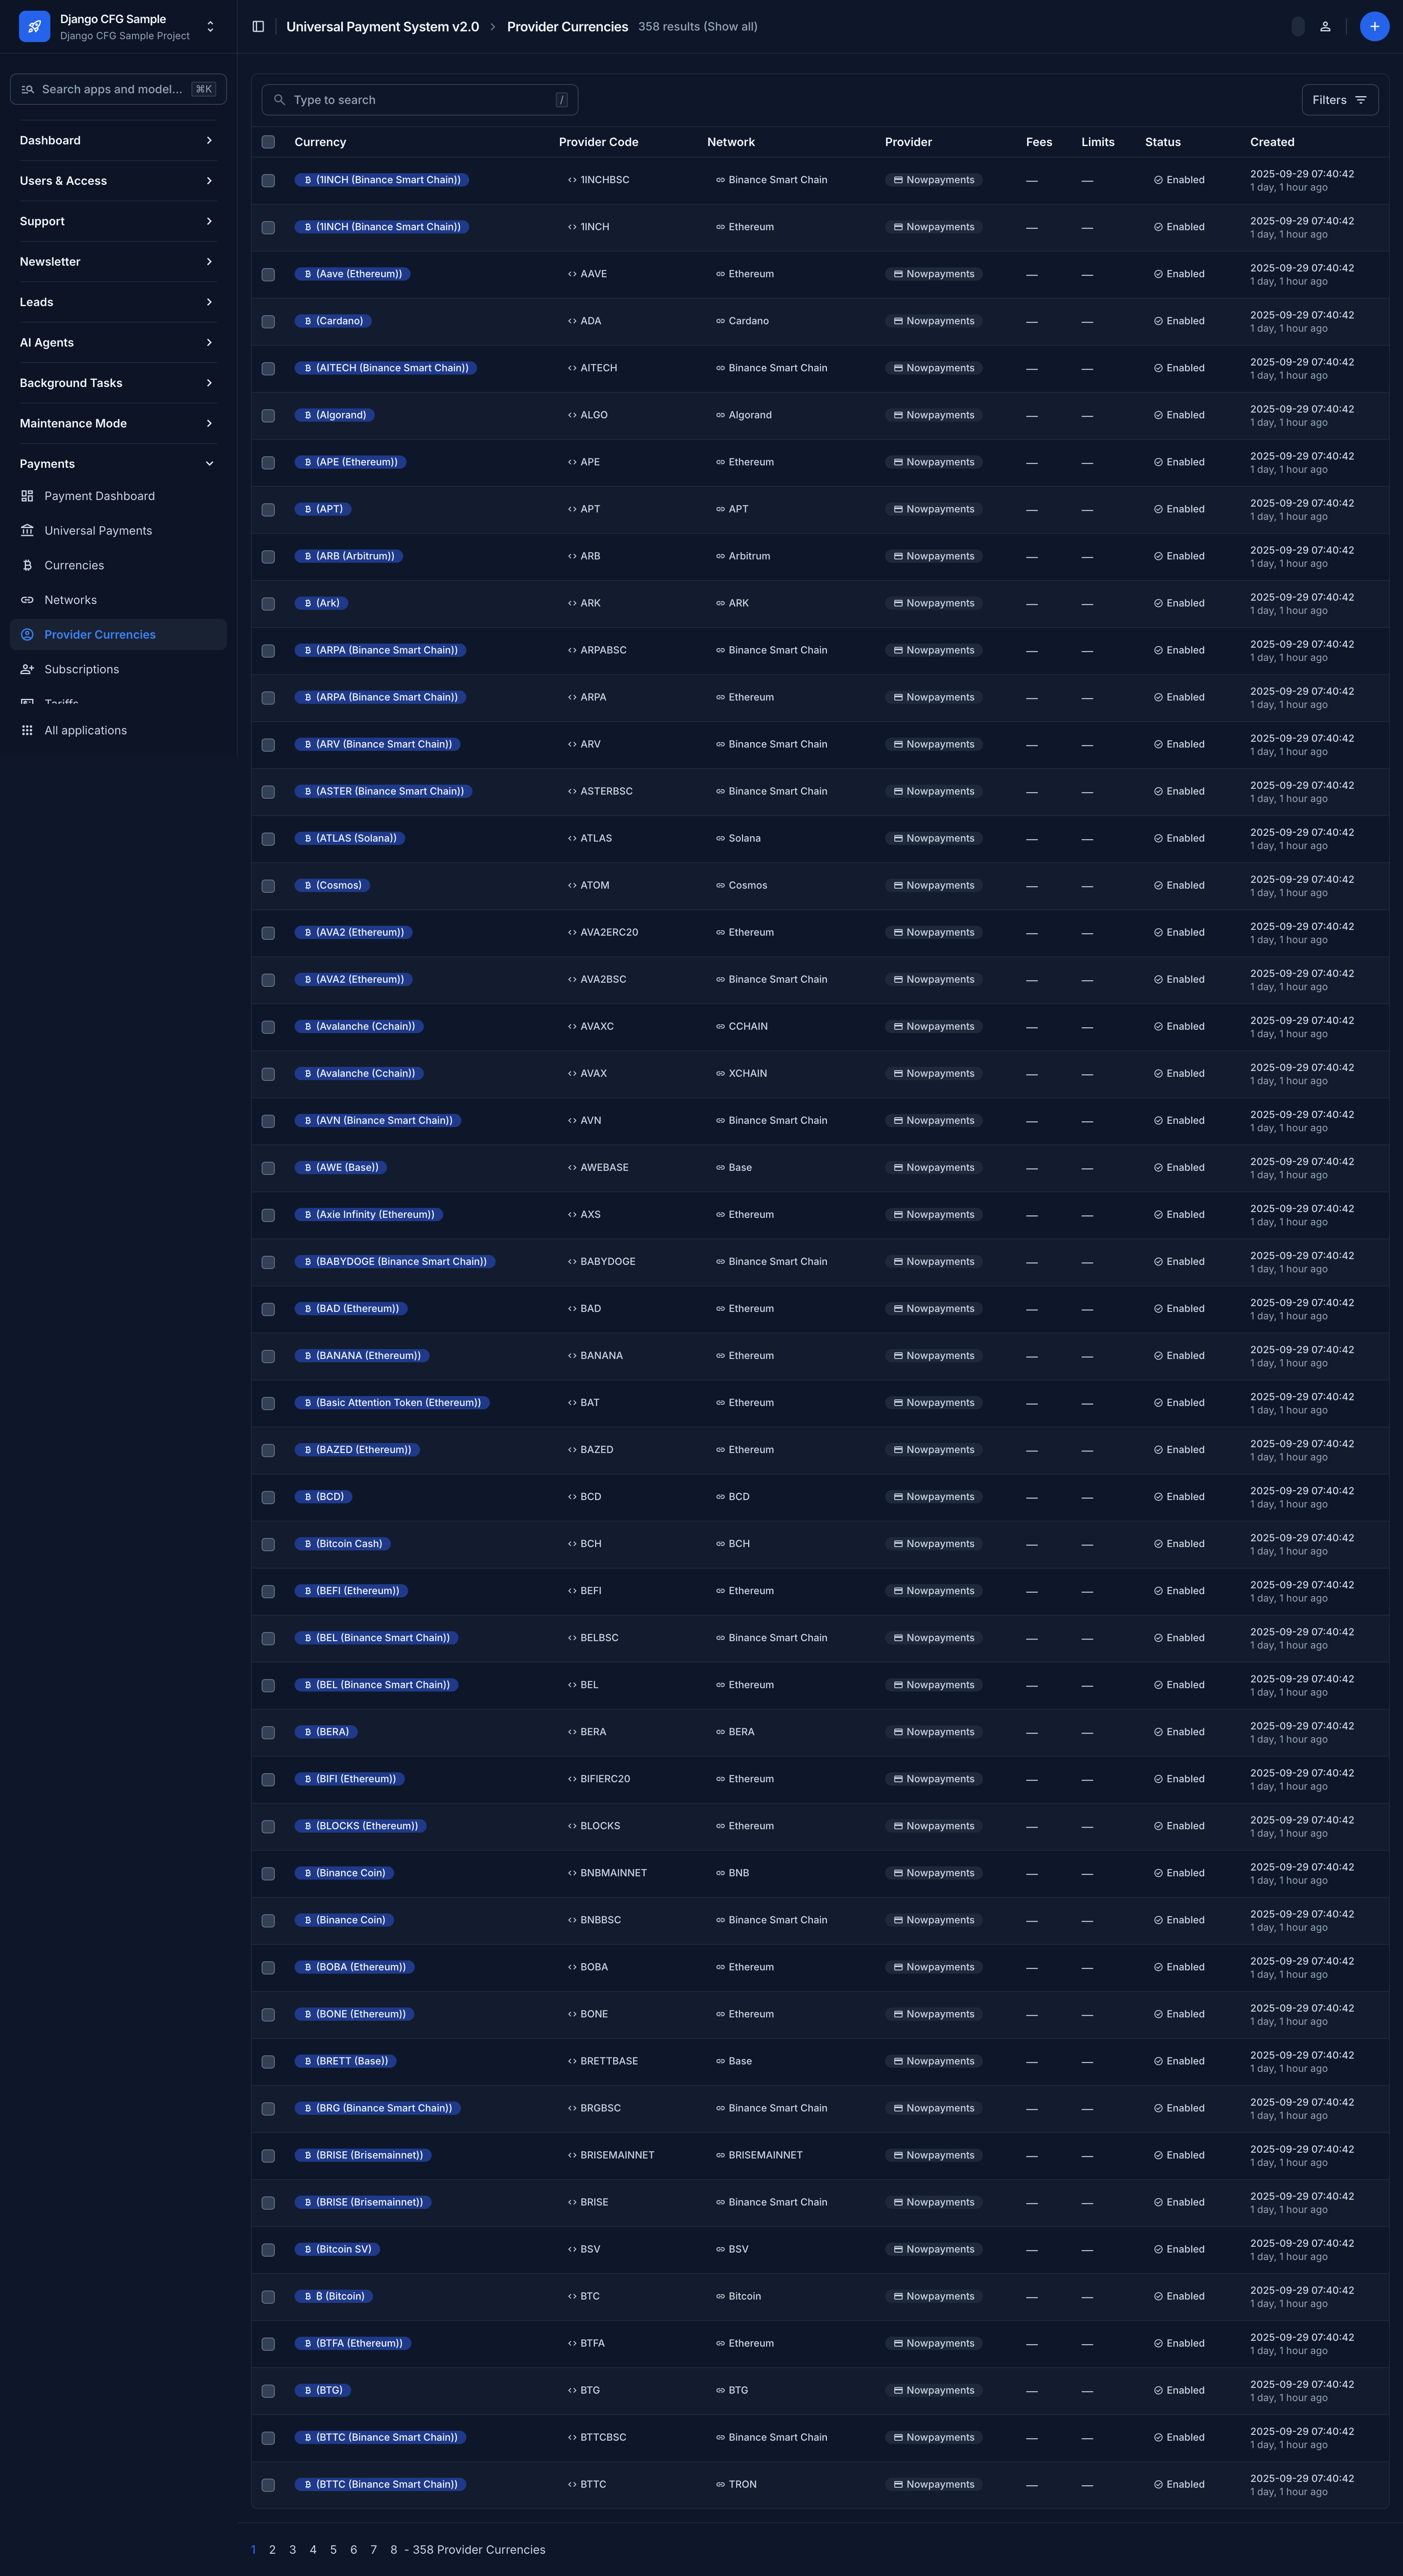 Django CFG Sample
Django CFG Sample Project
Universal Payment System v2.0 > Provider Currencies 358 results (Show all)
Search apps and model... ⌘K
Dashboard
Users & Access
Support
Newsletter
Leads
AI Agents
Background Tasks
Maintenance Mode
Payments
Payment Dashboard
Universal Payments
Currencies
Networks
Provider Currencies
Subscriptions
Tariffs
All applications
Type to search /
Filters
Currency Provider Code Network Provider Fees Limits Status Created
(1INCH (Binance Smart Chain)) 1INCHBSC Binance Smart Chain Nowpayments — — Enabled 2025-09-29 07:40:42
1 day, 1 hour ago
(1INCH (Binance Smart Chain)) 1INCH Ethereum Nowpayments — — Enabled 2025-09-29 07:40:42
1 day, 1 hour ago
(Aave (Ethereum)) AAVE Ethereum Nowpayments — — Enabled 2025-09-29 07:40:42
1 day, 1 hour ago
(Cardano) ADA Cardano Nowpayments — — Enabled 2025-09-29 07:40:42
1 day, 1 hour ago
(AITECH (Binance Smart Chain)) AITECH Binance Smart Chain Nowpayments — — Enabled 2025-09-29 07:40:42
1 day, 1 hour ago
(Algorand) ALGO Algorand Nowpayments — — Enabled 2025-09-29 07:40:42
1 day, 1 hour ago
(APE (Ethereum)) APE Ethereum Nowpayments — — Enabled 2025-09-29 07:40:42
1 day, 1 hour ago
(APT) APT APT Nowpayments — — Enabled 2025-09-29 07:40:42
1 day, 1 hour ago
(ARB (Arbitrum)) ARB Arbitrum Nowpayments — — Enabled 2025-09-29 07:40:42
1 day, 1 hour ago
(Ark) ARK ARK Nowpayments — — Enabled 2025-09-29 07:40:42
1 day, 1 hour ago
(ARPA (Binance Smart Chain)) ARPABSC Binance Smart Chain Nowpayments — — Enabled 2025-09-29 07:40:42
1 day, 1 hour ago
(ARPA (Binance Smart Chain)) ARPA Ethereum Nowpayments — — Enabled 2025-09-29 07:40:42
1 day, 1 hour ago
(ARV (Binance Smart Chain)) ARV Binance Smart Chain Nowpayments — — Enabled 2025-09-29 07:40:42
1 day, 1 hour ago
(ASTER (Binance Smart Chain)) ASTERBSC Binance Smart Chain Nowpayments — — Enabled 2025-09-29 07:40:42
1 day, 1 hour ago
(ATLAS (Solana)) ATLAS Solana Nowpayments — — Enabled 2025-09-29 07:40:42
1 day, 1 hour ago
(Cosmos) ATOM Cosmos Nowpayments — — Enabled 2025-09-29 07:40:42
1 day, 1 hour ago
(AVA2 (Ethereum)) AVA2ERC20 Ethereum Nowpayments — — Enabled 2025-09-29 07:40:42
1 day, 1 hour ago
(AVA2 (Ethereum)) AVA2BSC Binance Smart Chain Nowpayments — — Enabled 2025-09-29 07:40:42
1 day, 1 hour ago
(Avalanche (Cchain)) AVAXC CCHAIN Nowpayments — — Enabled 2025-09-29 07:40:42
1 day, 1 hour ago
(Avalanche (Cchain)) AVAX XCHAIN Nowpayments — — Enabled 2025-09-29 07:40:42
1 day, 1 hour ago
(AVN (Binance Smart Chain)) AVN Binance Smart Chain Nowpayments — — Enabled 2025-09-29 07:40:42
1 day, 1 hour ago
(AWE (Base)) AWEBASE Base Nowpayments — — Enabled 2025-09-29 07:40:42
1 day, 1 hour ago
(Axie Infinity (Ethereum)) AXS Ethereum Nowpayments — — Enabled 2025-09-29 07:40:42
1 day, 1 hour ago
(BABYDOGE (Binance Smart Chain)) BABYDOGE Binance Smart Chain Nowpayments — — Enabled 2025-09-29 07:40:42
1 day, 1 hour ago
(BAD (Ethereum)) BAD Ethereum Nowpayments — — Enabled 2025-09-29 07:40:42
1 day, 1 hour ago
(BANANA (Ethereum)) BANANA Ethereum Nowpayments — — Enabled 2025-09-29 07:40:42
1 day, 1 hour ago
(Basic Attention Token (Ethereum)) BAT Ethereum Nowpayments — — Enabled 2025-09-29 07:40:42
1 day, 1 hour ago
(BAZED (Ethereum)) BAZED Ethereum Nowpayments — — Enabled 2025-09-29 07:40:42
1 day, 1 hour ago
(BCD) BCD BCD Nowpayments — — Enabled 2025-09-29 07:40:42
1 day, 1 hour ago
(Bitcoin Cash) BCH BCH Nowpayments — — Enabled 2025-09-29 07:40:42
1 day, 1 hour ago
(BEFI (Ethereum)) BEFI Ethereum Nowpayments — — Enabled 2025-09-29 07:40:42
1 day, 1 hour ago
(BEL (Binance Smart Chain)) BELBSC Binance Smart Chain Nowpayments — — Enabled 2025-09-29 07:40:42
1 day, 1 hour ago
(BEL (Binance Smart Chain)) BEL Ethereum Nowpayments — — Enabled 2025-09-29 07:40:42
1 day, 1 hour ago
(BERA) BERA BERA Nowpayments — — Enabled 2025-09-29 07:40:42
1 day, 1 hour ago
(BIFI (Ethereum)) BIFIERC20 Ethereum Nowpayments — — Enabled 2025-09-29 07:40:42
1 day, 1 hour ago
(BLOCKS (Ethereum)) BLOCKS Ethereum Nowpayments — — Enabled 2025-09-29 07:40:42
1 day, 1 hour ago
(Binance Coin) BNBMAINNET BNB Nowpayments — — Enabled 2025-09-29 07:40:42
1 day, 1 hour ago
(Binance Coin) BNBBSC Binance Smart Chain Nowpayments — — Enabled 2025-09-29 07:40:42
1 day, 1 hour ago
(BOBA (Ethereum)) BOBA Ethereum Nowpayments — — Enabled 2025-09-29 07:40:42
1 day, 1 hour ago
(BONE (Ethereum)) BONE Ethereum Nowpayments — — Enabled 2025-09-29 07:40:42
1 day, 1 hour ago
(BRETT (Base)) BRETTBASE Base Nowpayments — — Enabled 2025-09-29 07:40:42
1 day, 1 hour ago
(BRG (Binance Smart Chain)) BRGBSC Binance Smart Chain Nowpayments — — Enabled 2025-09-29 07:40:42
1 day, 1 hour ago
(BRISE (Brisemainnet)) BRISEMAINNET BRISEMAINNET Nowpayments — — Enabled 2025-09-29 07:40:42
1 day, 1 hour ago
(BRISE (Brisemainnet)) BRISE Binance Smart Chain Nowpayments — — Enabled 2025-09-29 07:40:42
1 day, 1 hour ago
(Bitcoin SV) BSV BSV Nowpayments — — Enabled 2025-09-29 07:40:42
1 day, 1 hour ago
₿ (Bitcoin) BTC Bitcoin Nowpayments — — Enabled 2025-09-29 07:40:42
1 day, 1 hour ago
(BTFA (Ethereum)) BTFA Ethereum Nowpayments — — Enabled 2025-09-29 07:40:42
1 day, 1 hour ago
(BTG) BTG BTG Nowpayments — — Enabled 2025-09-29 07:40:42
1 day, 1 hour ago
(BTTC (Binance Smart Chain)) BTTCBSC Binance Smart Chain Nowpayments — — Enabled 2025-09-29 07:40:42
1 day, 1 hour ago
(BTTC (Binance Smart Chain)) BTTC TRON Nowpayments — — Enabled 2025-09-29 07:40:42
1 day, 1 hour ago
1 2 3 4 5 6 7 8 - 358 Provider Currencies